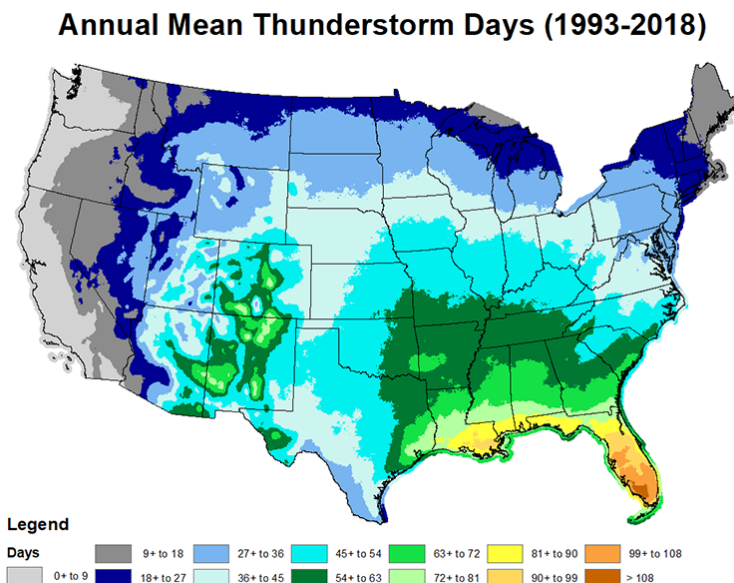 Annual Mean Thunderstorm Days (1993-2018)
Legend
Days
9+ to 18
27+ to 36
45+ to 54
63+ to 72
81+ to 90
99+ to 108
0+ to 9
18+ to 27
36+ to 45
54+ to 63
72+ to 81
90+ to 99
> 108